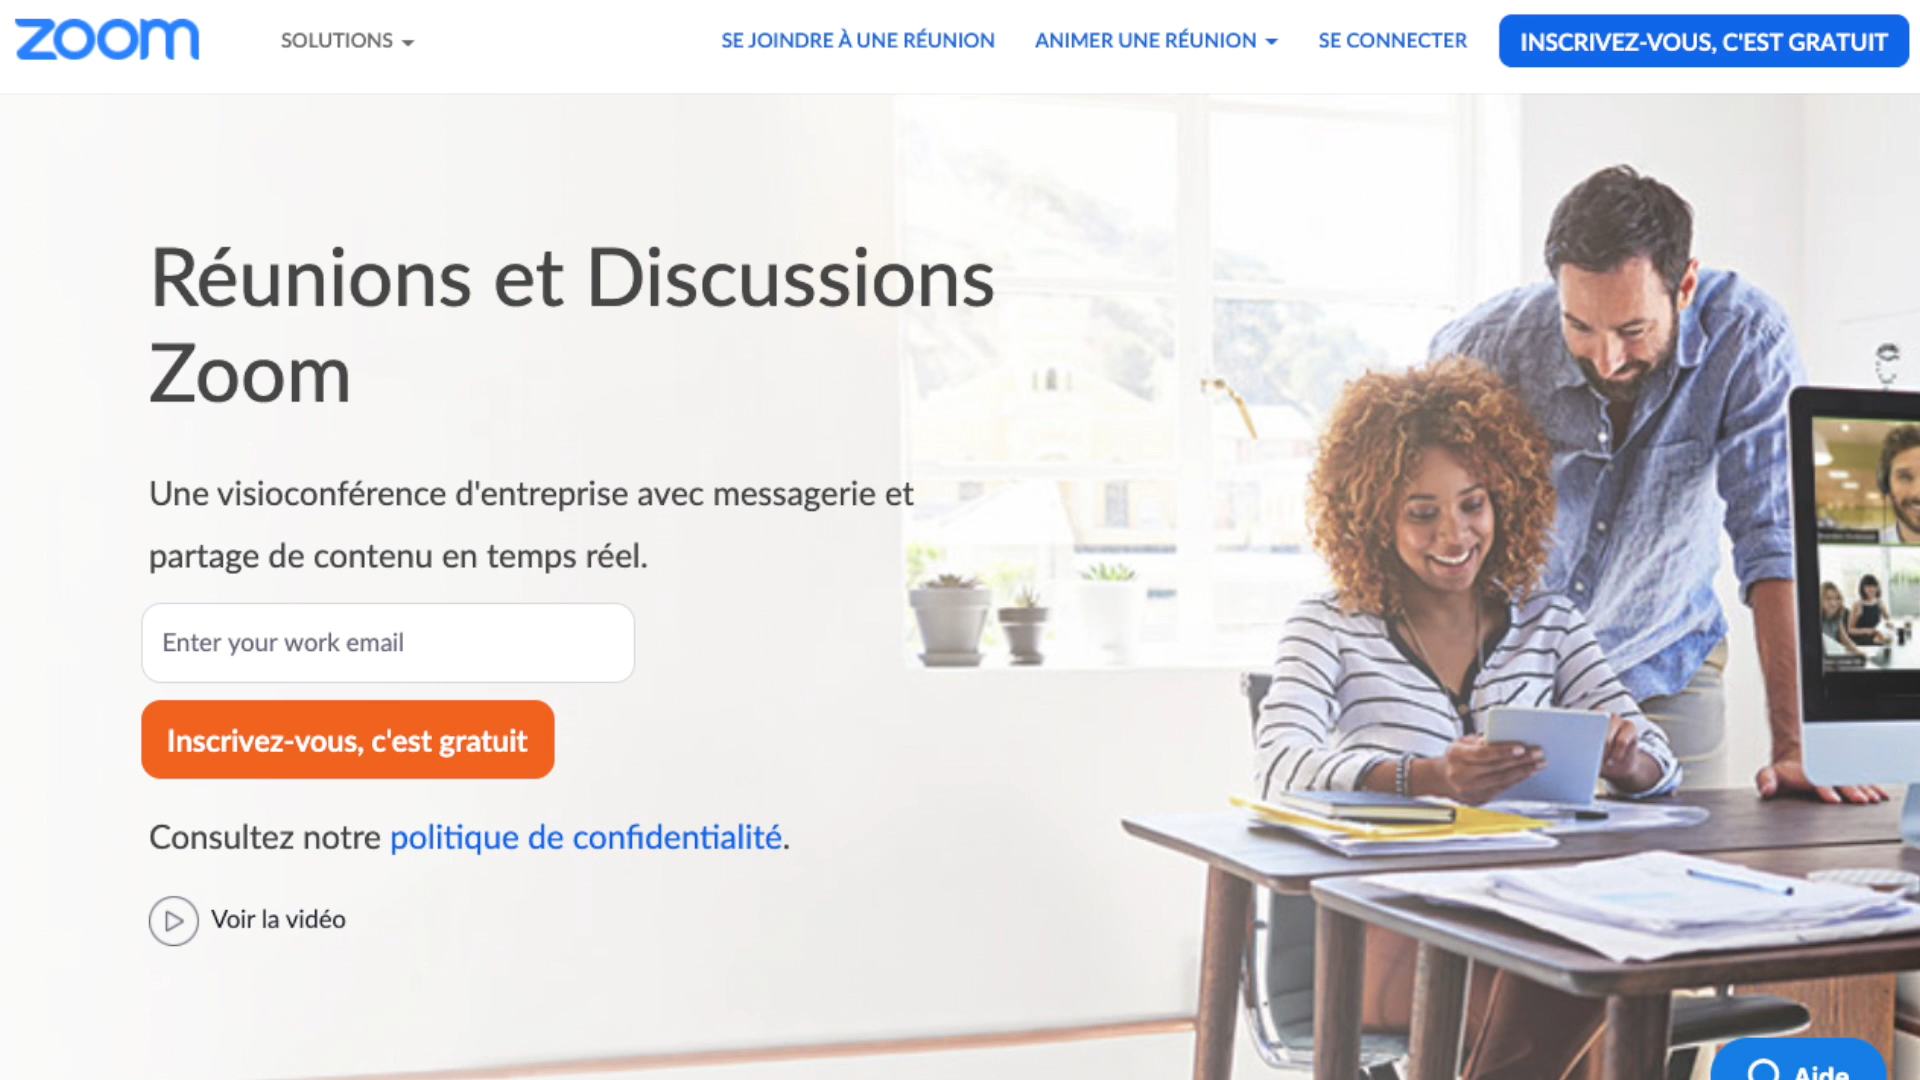 zoom
SOLUTIONS
SE JOINDRE À UNE RÉUNION
ANIMER UNE RÉUNION
SE CONNECTER
INSCRIVEZ-VOUS, C'EST GRATUIT
Réunions et Discussions
Zoom
Une visioconférence d'entreprise avec messagerie et
partage de contenu en temps réel.
Enter your work email
Inscrivez-vous, c'est gratuit
Consultez notre politique de confidentialité.
Voir la vidéo
Aide